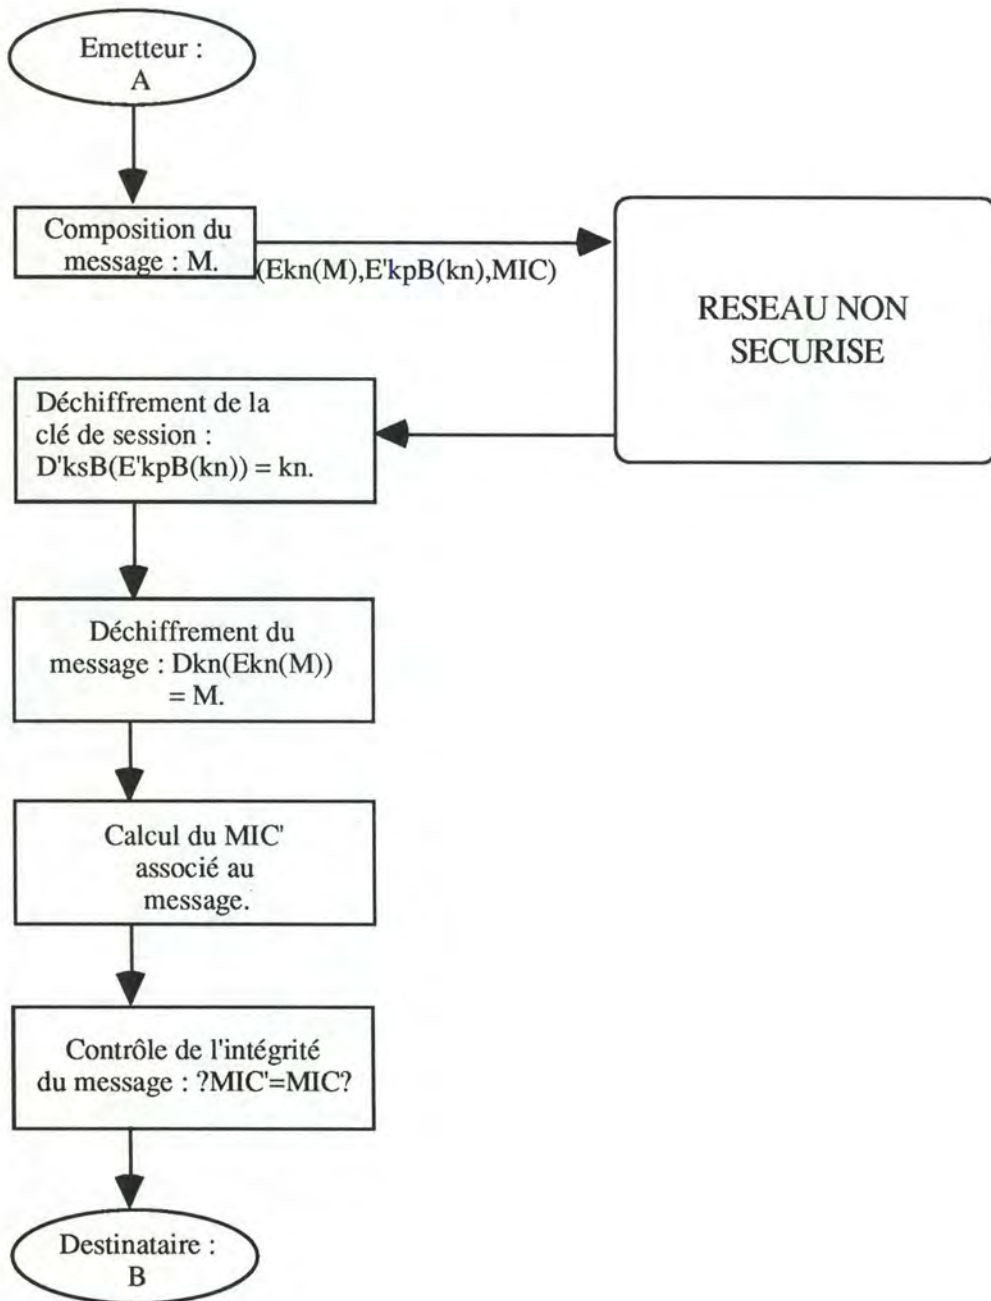 Emetteur :
A
Composition du
message : M.
(Ekn(M),E'kpB(kn),MIC)
RESEAU NON
SECURISE
Déchiffrement de la
clé de session :
D'ksB(E'kpB(kn)) = kn.
Déchiffrement du
message : Dkn(Ekn(M))
= M.
Calcul du MIC'
associé au
message.
Contrôle de l'intégrité
du message : ?MIC'=MIC?
Destinataire :
B